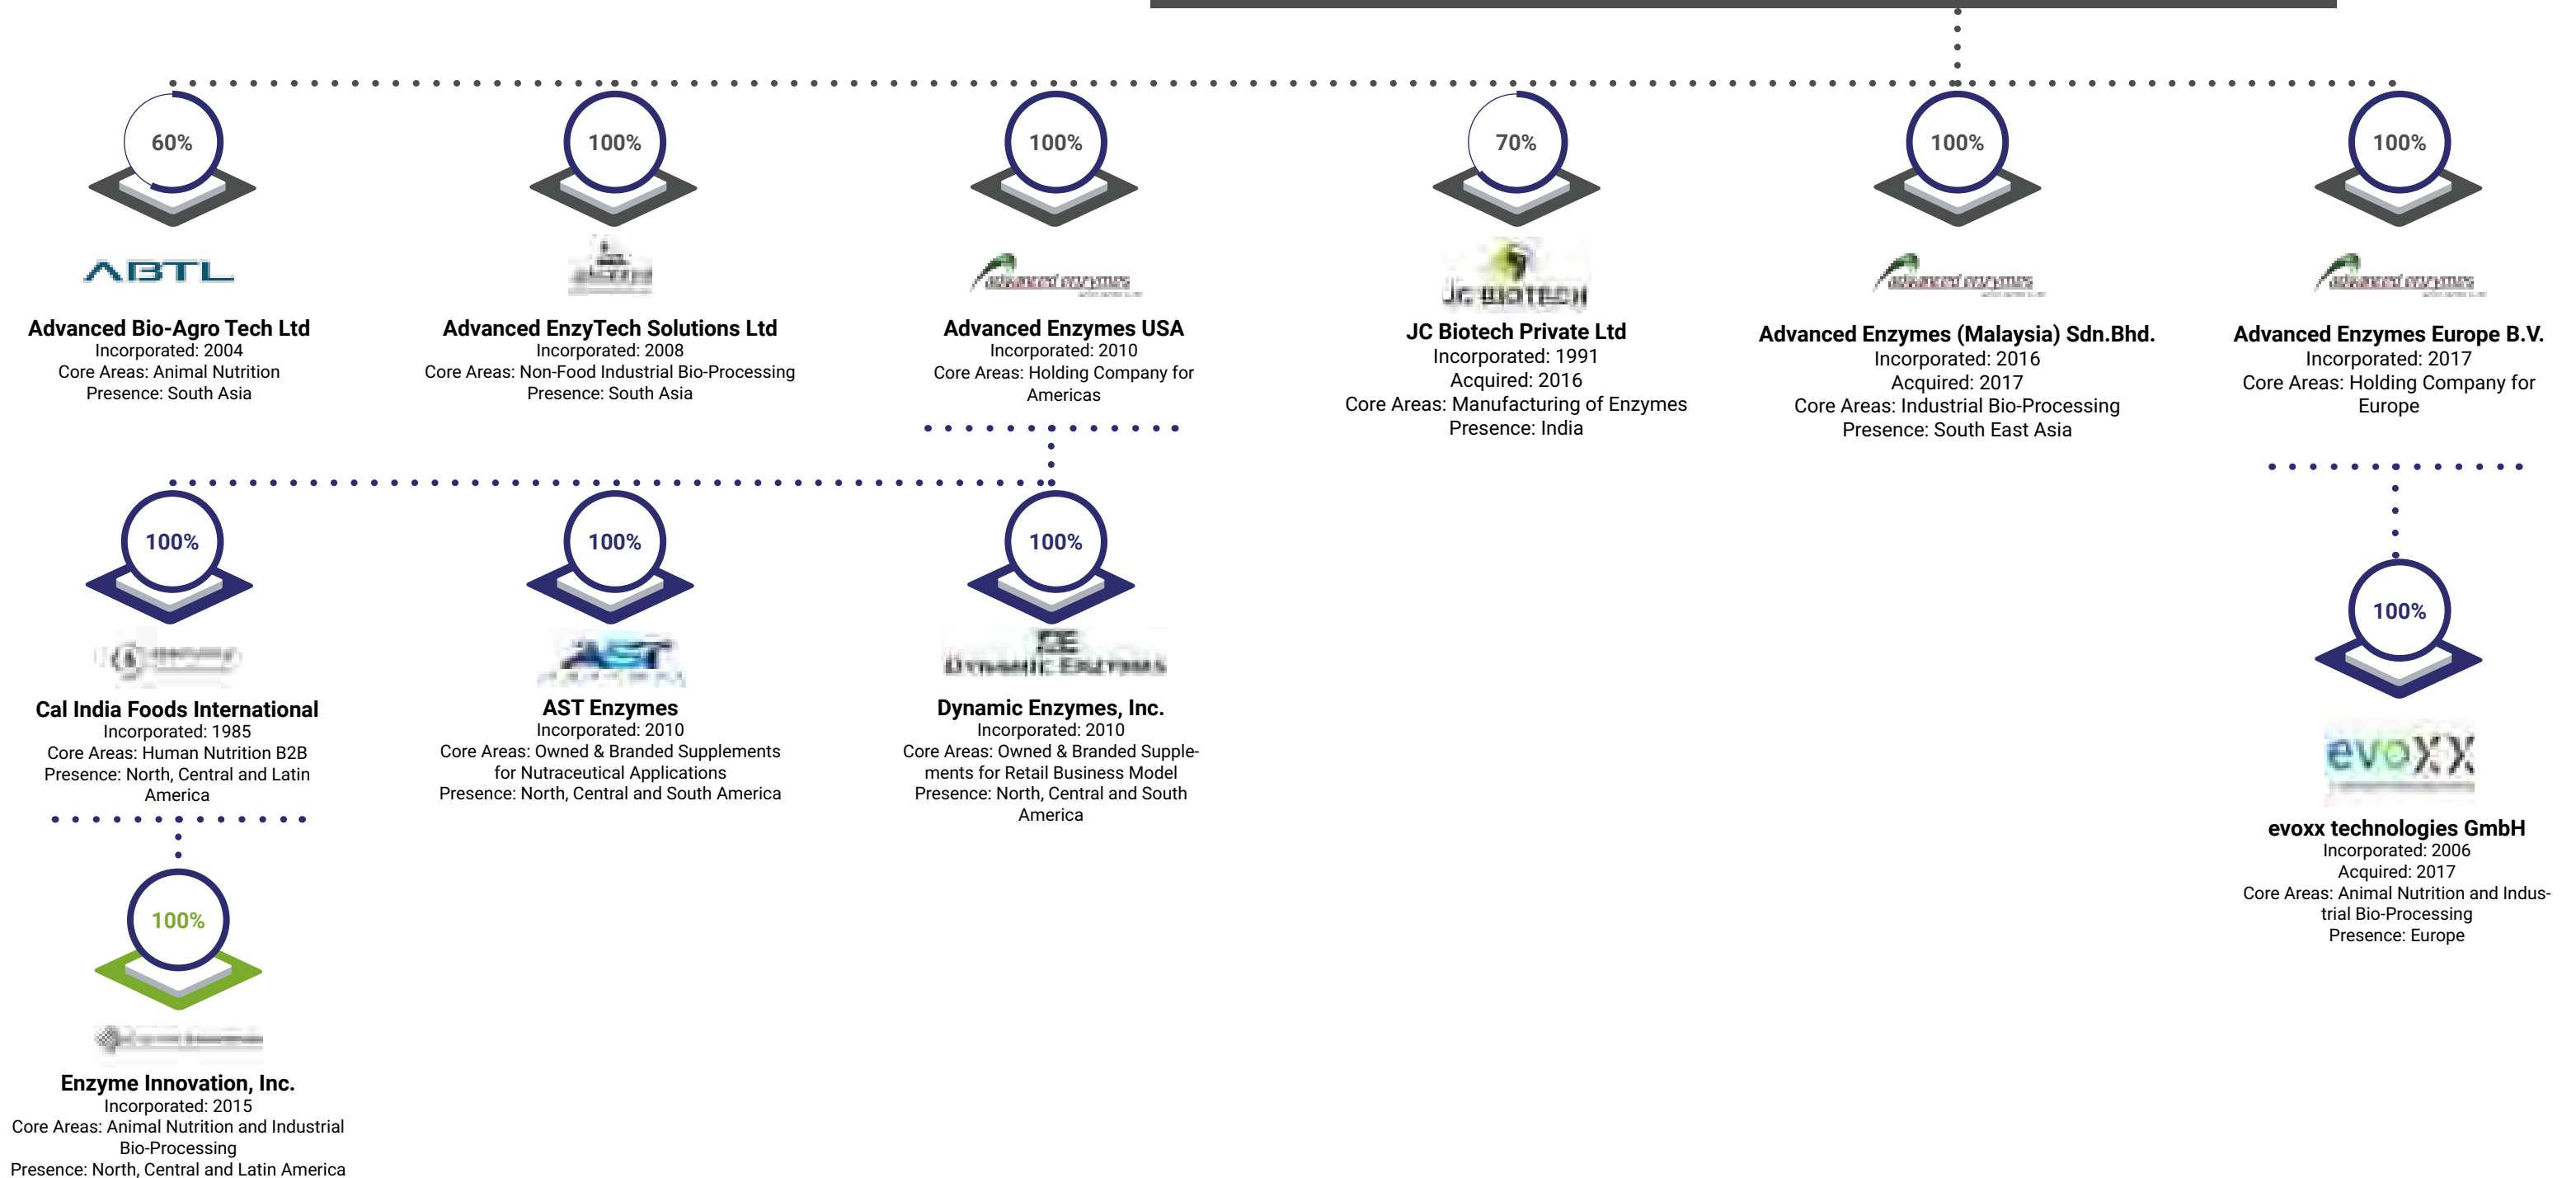 60%
100%
100%
70%
100%
100%
ABTL
advanced enzymes
JC BIOTECH
advanced enzymes
advanced enzymes
Advanced Bio-Agro Tech Ltd
Incorporated: 2004
Core Areas: Animal Nutrition
Presence: South Asia
Advanced EnzyTech Solutions Ltd
Incorporated: 2008
Core Areas: Non-Food Industrial Bio-Processing
Presence: South Asia
Advanced Enzymes USA
Incorporated: 2010
Core Areas: Holding Company for
Americas
JC Biotech Private Ltd
Incorporated: 1991
Acquired: 2016
Core Areas: Manufacturing of Enzymes
Presence: India
Advanced Enzymes (Malaysia) Sdn.Bhd.
Incorporated: 2016
Acquired: 2017
Core Areas: Industrial Bio-Processing
Presence: South East Asia
Advanced Enzymes Europe B.V.
Incorporated: 2017
Core Areas: Holding Company for
Europe
100%
100%
100%
100%
AST
DYNAMIC ENZYMES
evoxx
Cal India Foods International
Incorporated: 1985
Core Areas: Human Nutrition B2B
Presence: North, Central and Latin
America
AST Enzymes
Incorporated: 2010
Core Areas: Owned & Branded Supplements
for Nutraceutical Applications
Presence: North, Central and South America
Dynamic Enzymes, Inc.
Incorporated: 2010
Core Areas: Owned & Branded Supple-
ments for Retail Business Model
Presence: North, Central and South
America
evoxx technologies GmbH
Incorporated: 2006
Acquired: 2017
Core Areas: Animal Nutrition and Indus-
trial Bio-Processing
Presence: Europe
100%
Enzyme Innovation, Inc.
Incorporated: 2015
Core Areas: Animal Nutrition and Industrial
Bio-Processing
Presence: North, Central and Latin America